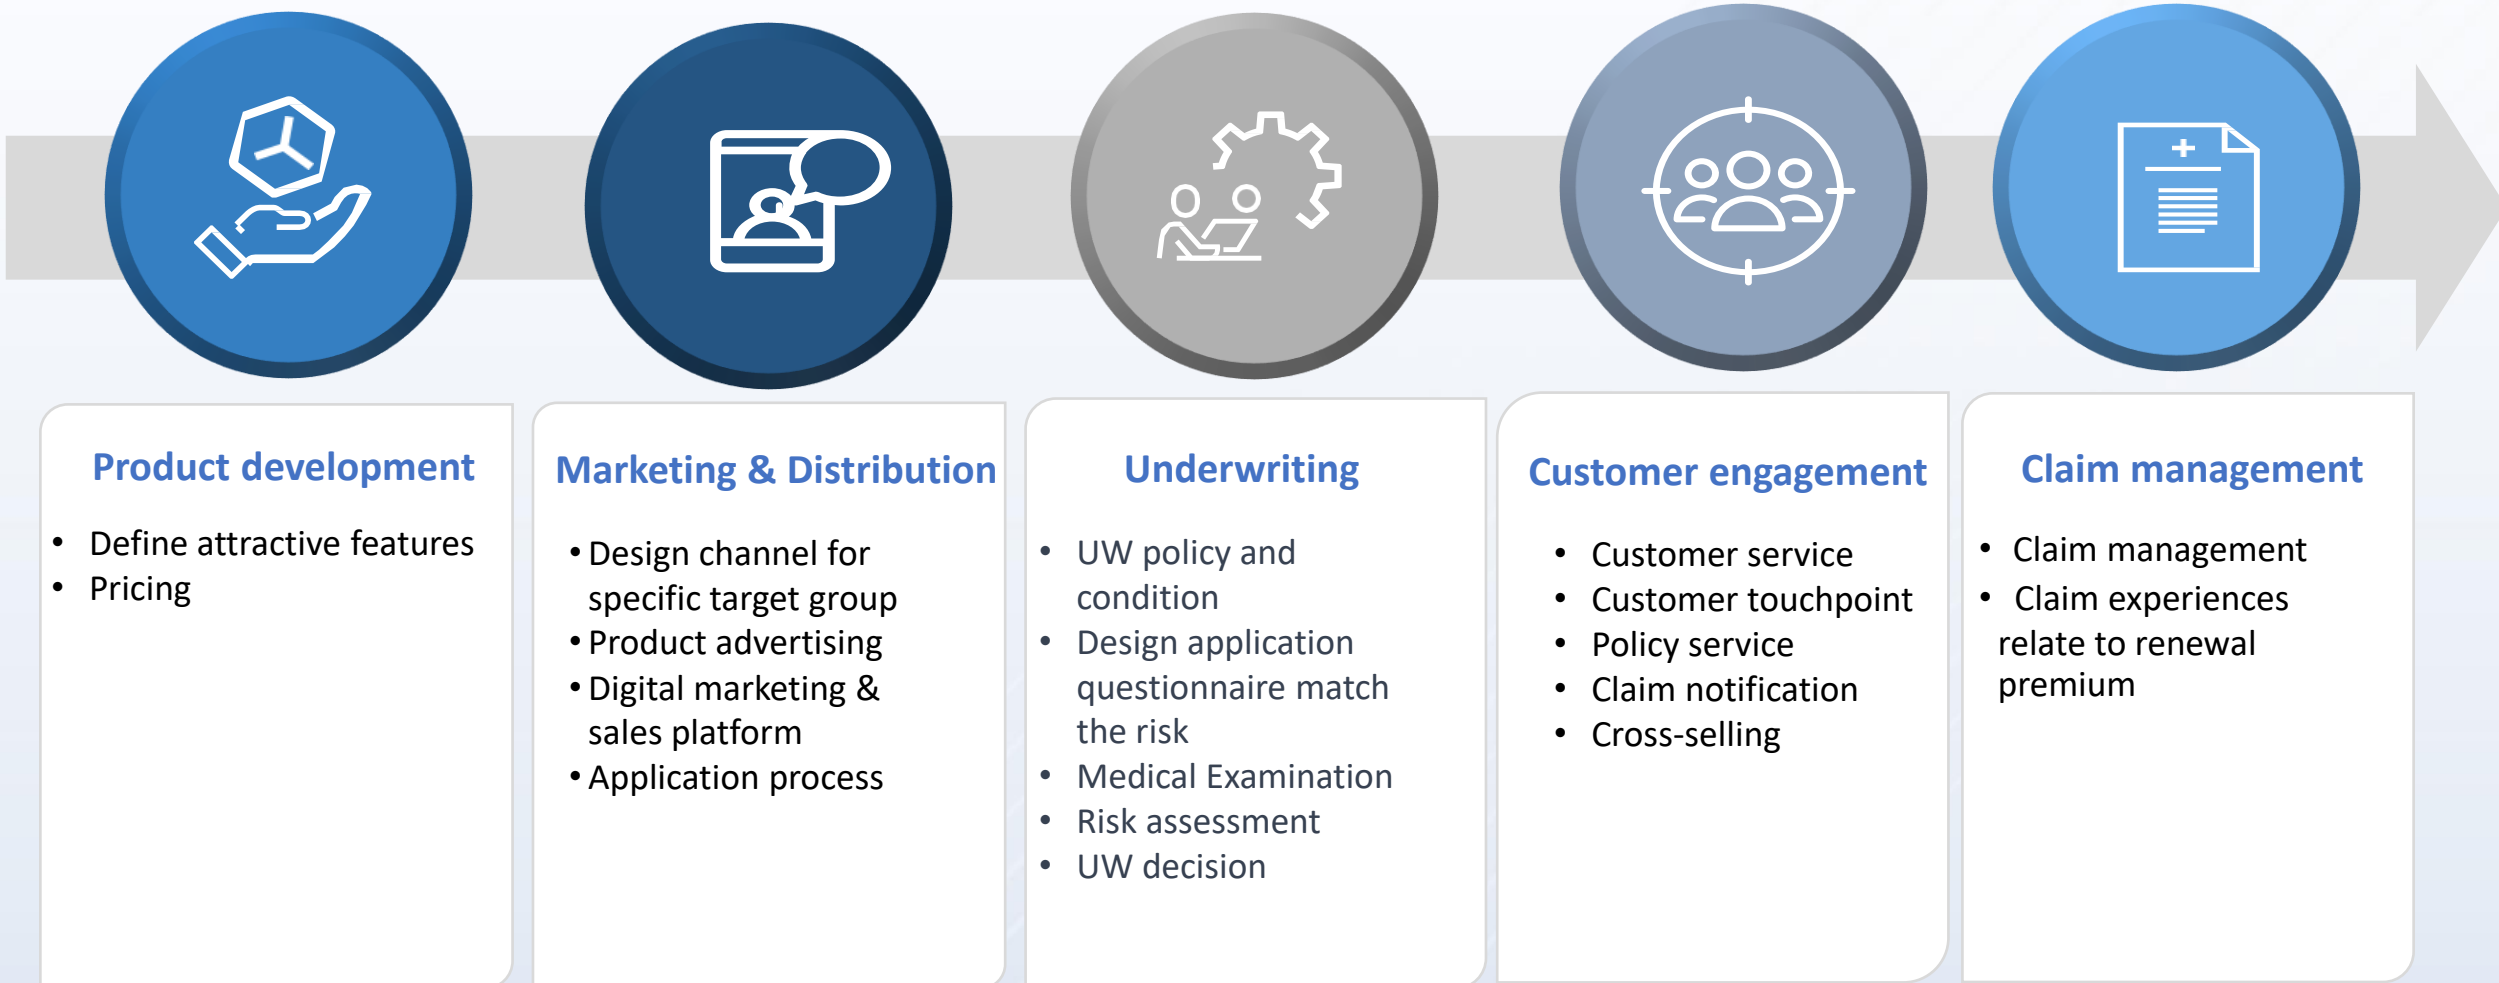 Product development
• Define attractive features
• Pricing
Marketing & Distribution
• Design channel for
specific target group
• Product advertising
• Digital marketing &
sales platform
• Application process
Underwriting
• UW policy and
condition
• Design application
questionnaire match
the risk
• Medical Examination
• Risk assessment
• UW decision
Customer engagement
• Customer service
• Customer touchpoint
• Policy service
• Claim notification
• Cross-selling
Claim management
• Claim management
• Claim experiences
relate to renewal
premium